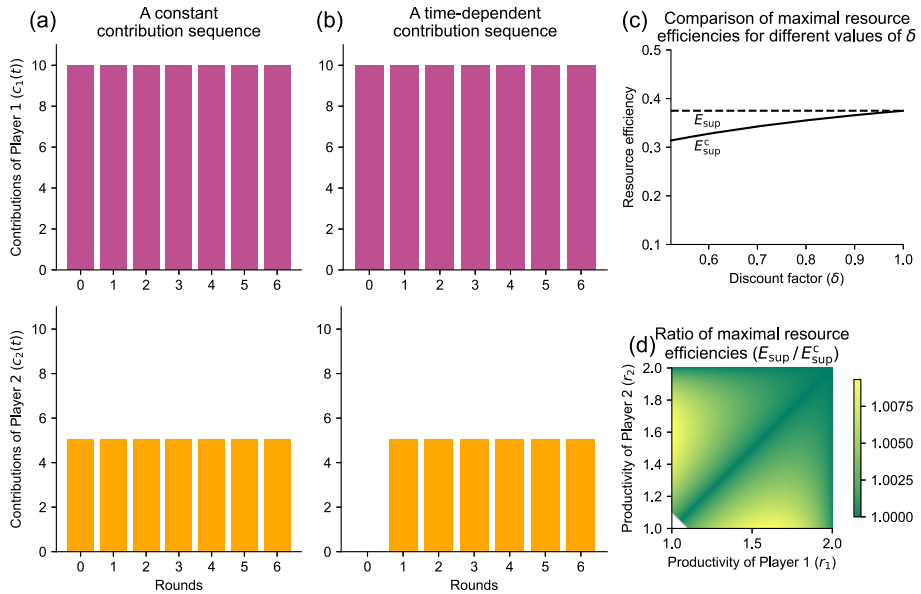 (a)
A constant
contribution sequence
Contributions of Player 1 (c₁(t))
10
8
6
4
2
0
0 1 2 3 4 5 6
Contributions of Player 2 (c₂(t))
10
8
6
4
2
0
0 1 2 3 4 5 6
Rounds
(b)
A time-dependent
contribution sequence
10
8
6
4
2
0
0 1 2 3 4 5 6
10
8
6
4
2
0
0 1 2 3 4 5 6
Rounds
(c)
Comparison of maximal resource
efficiencies for different values of δ
Resource efficiency
0.5
0.4
0.3
0.2
0.1
E_sup
E^c_sup
0.6 0.7 0.8 0.9 1.0
Discount factor (δ)
(d)
Ratio of maximal resource
efficiencies (E_sup / E^c_sup)
Productivity of Player 2 (r₂)
2.0
1.8
1.6
1.4
1.2
1.0
1.0 2.0
Productivity of Player 1 (r₁)
1.0075
1.0050
1.0025
1.0000